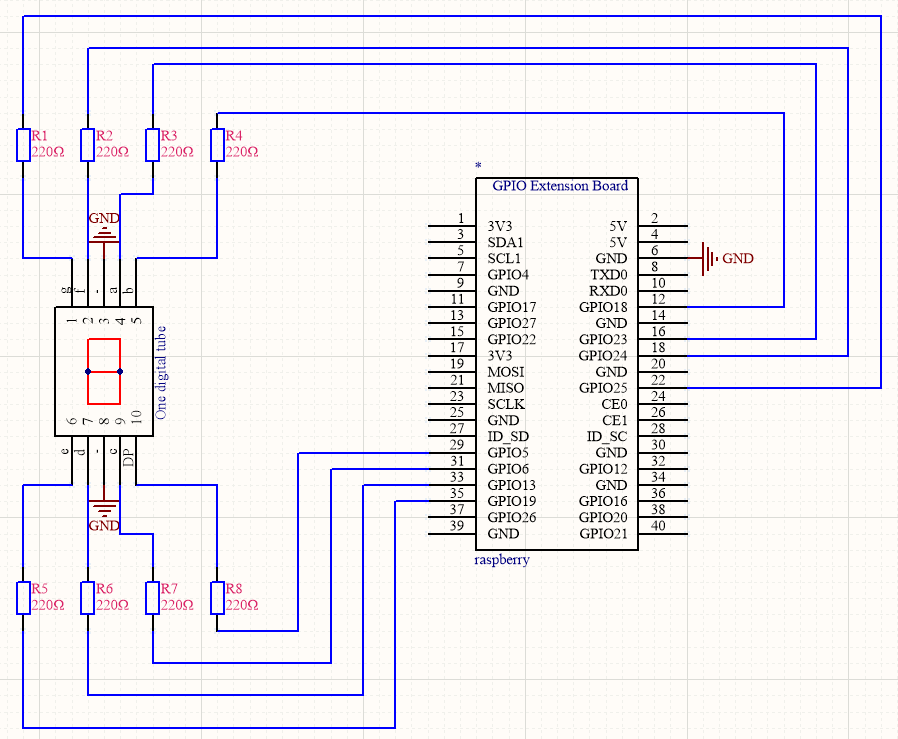 R1
220Ω
R2
220Ω
R3
220Ω
R4
220Ω
GND
g
f
-
a
b
1
2
3
4
5
One digital tube
6
7
8
9
10
e
d
-
c
DP
GND
R5
220Ω
R6
220Ω
R7
220Ω
R8
220Ω
*
GPIO Extension Board
1 3V3 5V 2
3 SDA1 5V 4
5 SCL1 GND 6 GND
7 GPIO4 TXD0 8
9 GND RXD0 10
11 GPIO17 GPIO18 12
13 GPIO27 GND 14
15 GPIO22 GPIO23 16
17 3V3 GPIO24 18
19 MOSI GND 20
21 MISO GPIO25 22
23 SCLK CE0 24
25 GND CE1 26
27 ID_SD ID_SC 28
29 GPIO5 GND 30
31 GPIO6 GPIO12 32
33 GPIO13 GND 34
35 GPIO19 GPIO16 36
37 GPIO26 GPIO20 38
39 GND GPIO21 40
raspberry